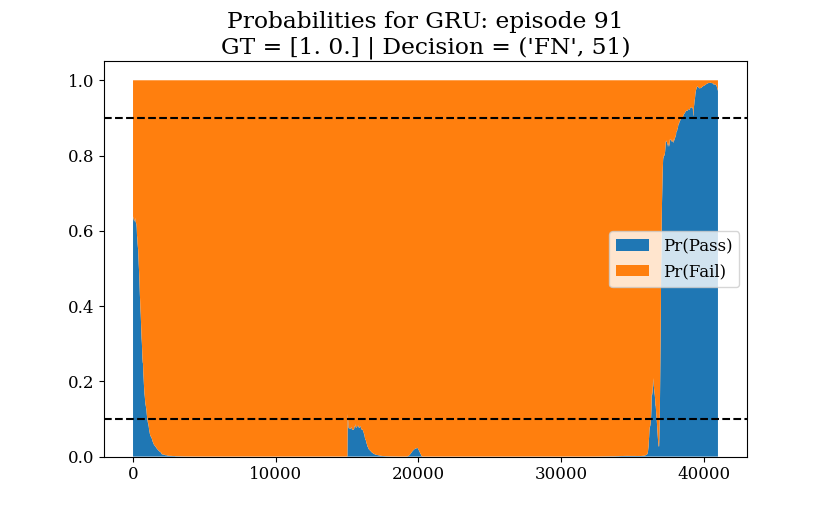 Probabilities for GRU: episode 91
GT = [1. 0.] | Decision = ('FN', 51)
1.0
0.8
0.6
0.4
0.2
0.0
Pr(Pass)
Pr(Fail)
0
10000
20000
30000
40000